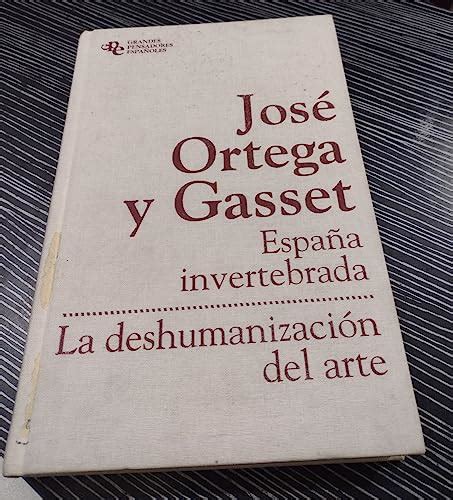 GRANDES
PENSADORES
ESPAÑOLES
José
Ortega
y Gasset
España
invertebrada
La deshumanización
del arte